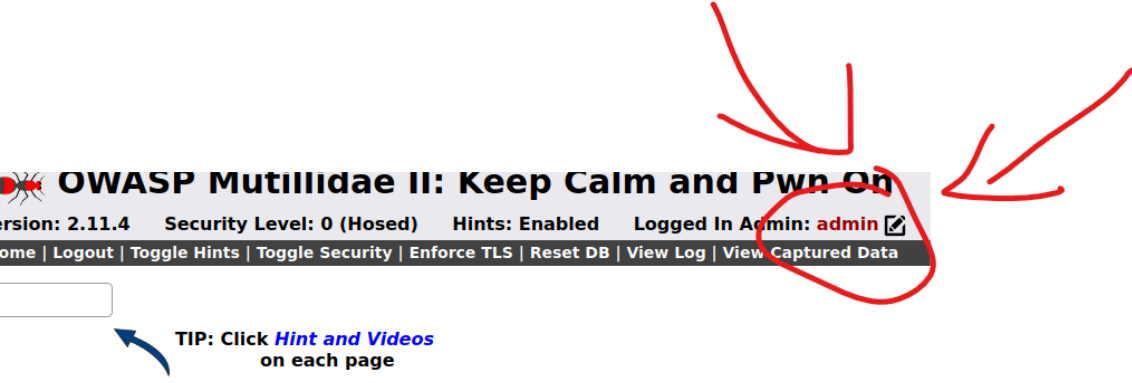 OWASP Mutillidae II: Keep Calm and Pwn On
ersion: 2.11.4 Security Level: 0 (Hosed) Hints: Enabled Logged In Admin: admin
ome | Logout | Toggle Hints | Toggle Security | Enforce TLS | Reset DB | View Log | View Captured Data
TIP: Click Hint and Videos
on each page